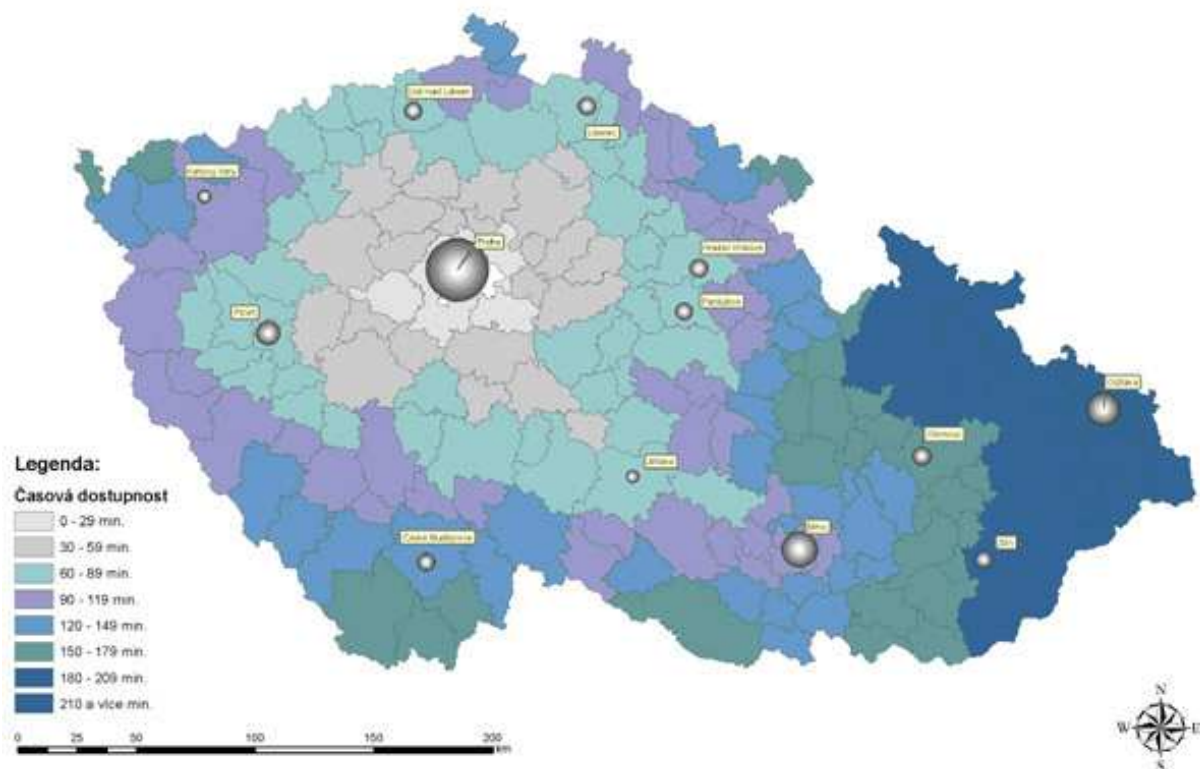 Ústí nad Labem
Liberec
Karlovy Vary
Praha
Hradec Králové
Pardubice
Plzeň
Ostrava
Olomouc
Jihlava
Brno
České Budějovice
Zlín
Legenda:
Časová dostupnost
0 - 29 min.
30 - 59 min.
60 - 89 min.
90 - 119 min.
120 - 149 min.
150 - 179 min.
180 - 209 min.
210 a více min.
0 25 50 100 150 200
km
N
W E
S